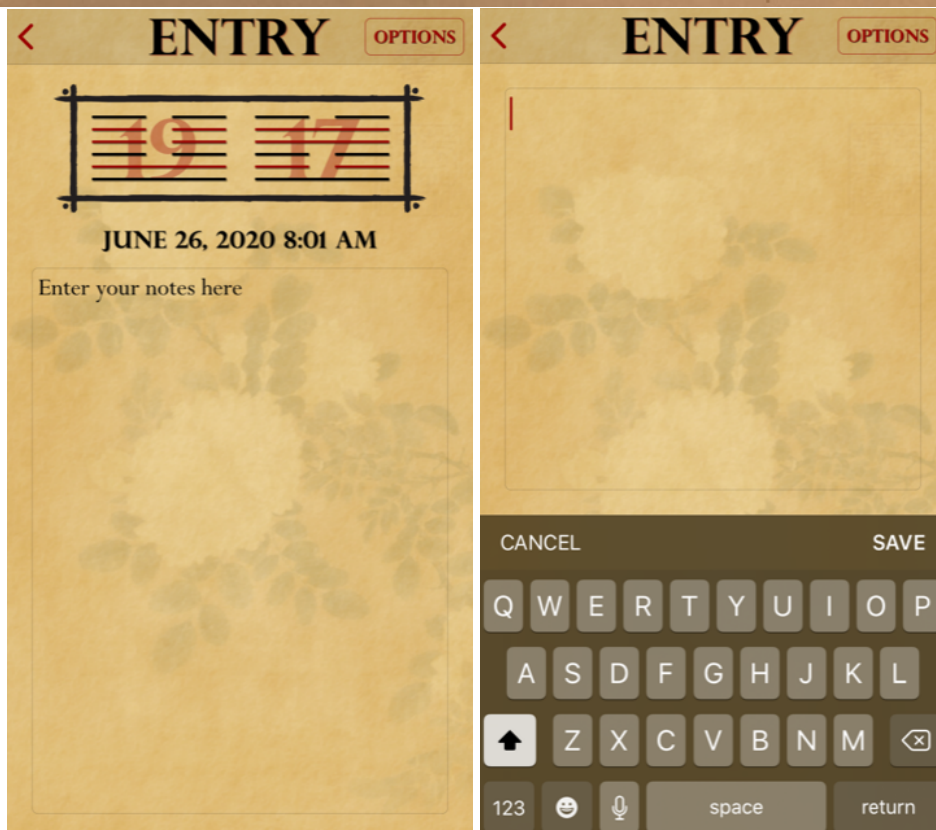 ENTRY OPTIONS
19 17
JUNE 26, 2020 8:01 AM
Enter your notes here
ENTRY OPTIONS
CANCEL SAVE
Q W E R T Y U I O P
A S D F G H J K L
Z X C V B N M
123 space return